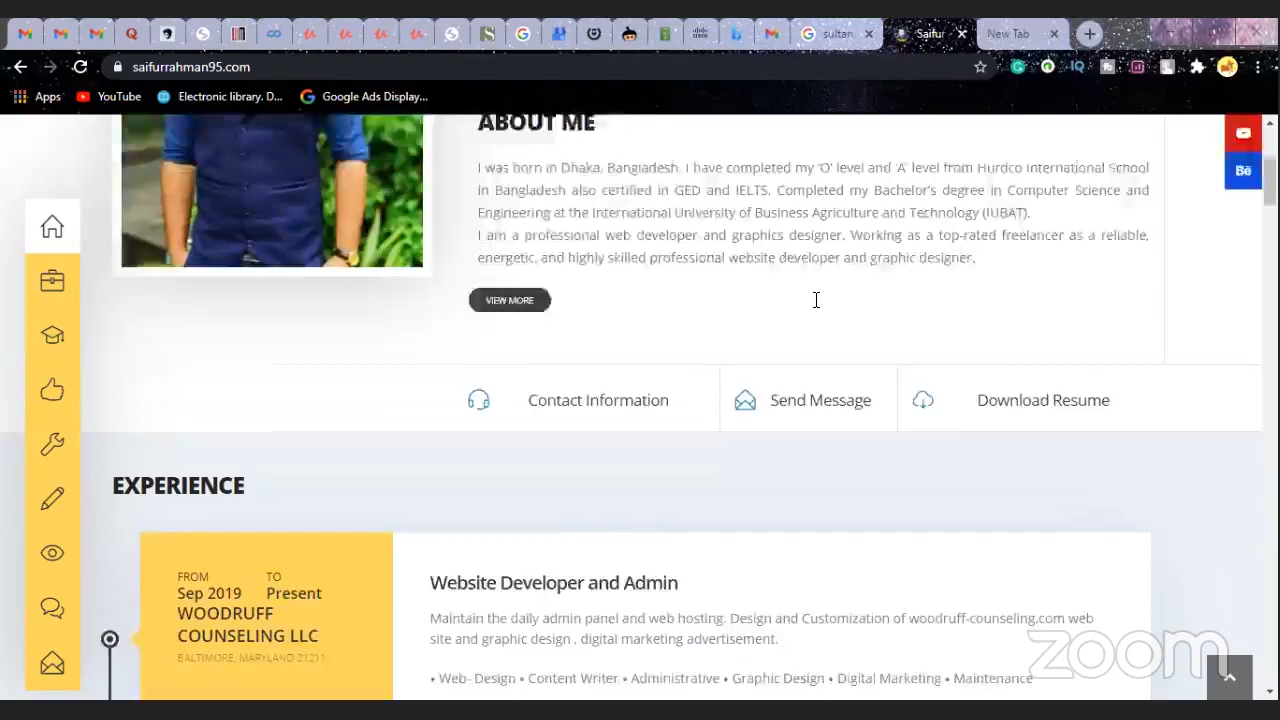 sultan
Saifur
New Tab
saifurrahman95.com
Apps
YouTube
Electronic library. D...
Google Ads Display...
ABOUT ME
I was born in Dhaka, Bangladesh. I have completed my 'O' level and 'A' level from Hurdco International School
in Bangladesh also certified in GED and IELTS. Completed my Bachelor's degree in Computer Science and
Engineering at the International University of Business Agriculture and Technology (IUBAT).
I am a professional web developer and graphics designer. Working as a top-rated freelancer as a reliable,
energetic, and highly skilled professional website developer and graphic designer.
VIEW MORE
Contact Information
Send Message
Download Resume
EXPERIENCE
FROM TO
Sep 2019 Present
WOODRUFF
COUNSELING LLC
BALTIMORE, MARYLAND 21211
Website Developer and Admin
Maintain the daily admin panel and web hosting. Design and Customization of woodruff-counseling.com web
site and graphic design , digital marketing advertisement.
• Web- Design • Content Writer • Administrative • Graphic Design • Digital Marketing • Maintenance
zoom
Bē
IQ